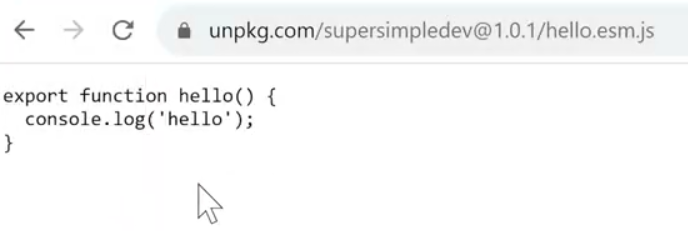 unpkg.com/supersimpledev@1.0.1/hello.esm.js
export function hello() {
  console.log('hello');
}